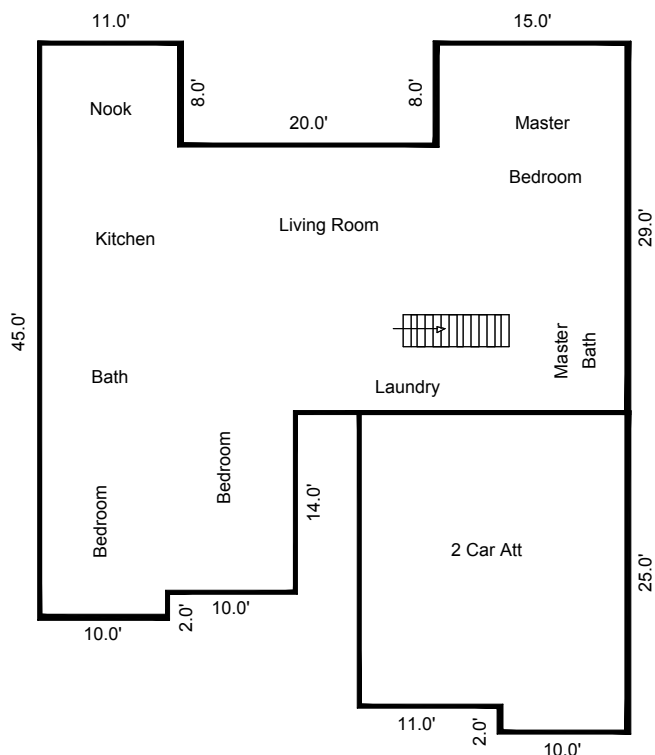 11.0'
15.0'
8.0'
8.0'
20.0'
Nook
Master
Bedroom
Living Room
Kitchen
29.0'
45.0'
Master
Bath
Bath
Laundry
Bedroom
Bedroom
14.0'
2 Car Att
25.0'
10.0'
2.0'
10.0'
11.0'
2.0'
10.0'